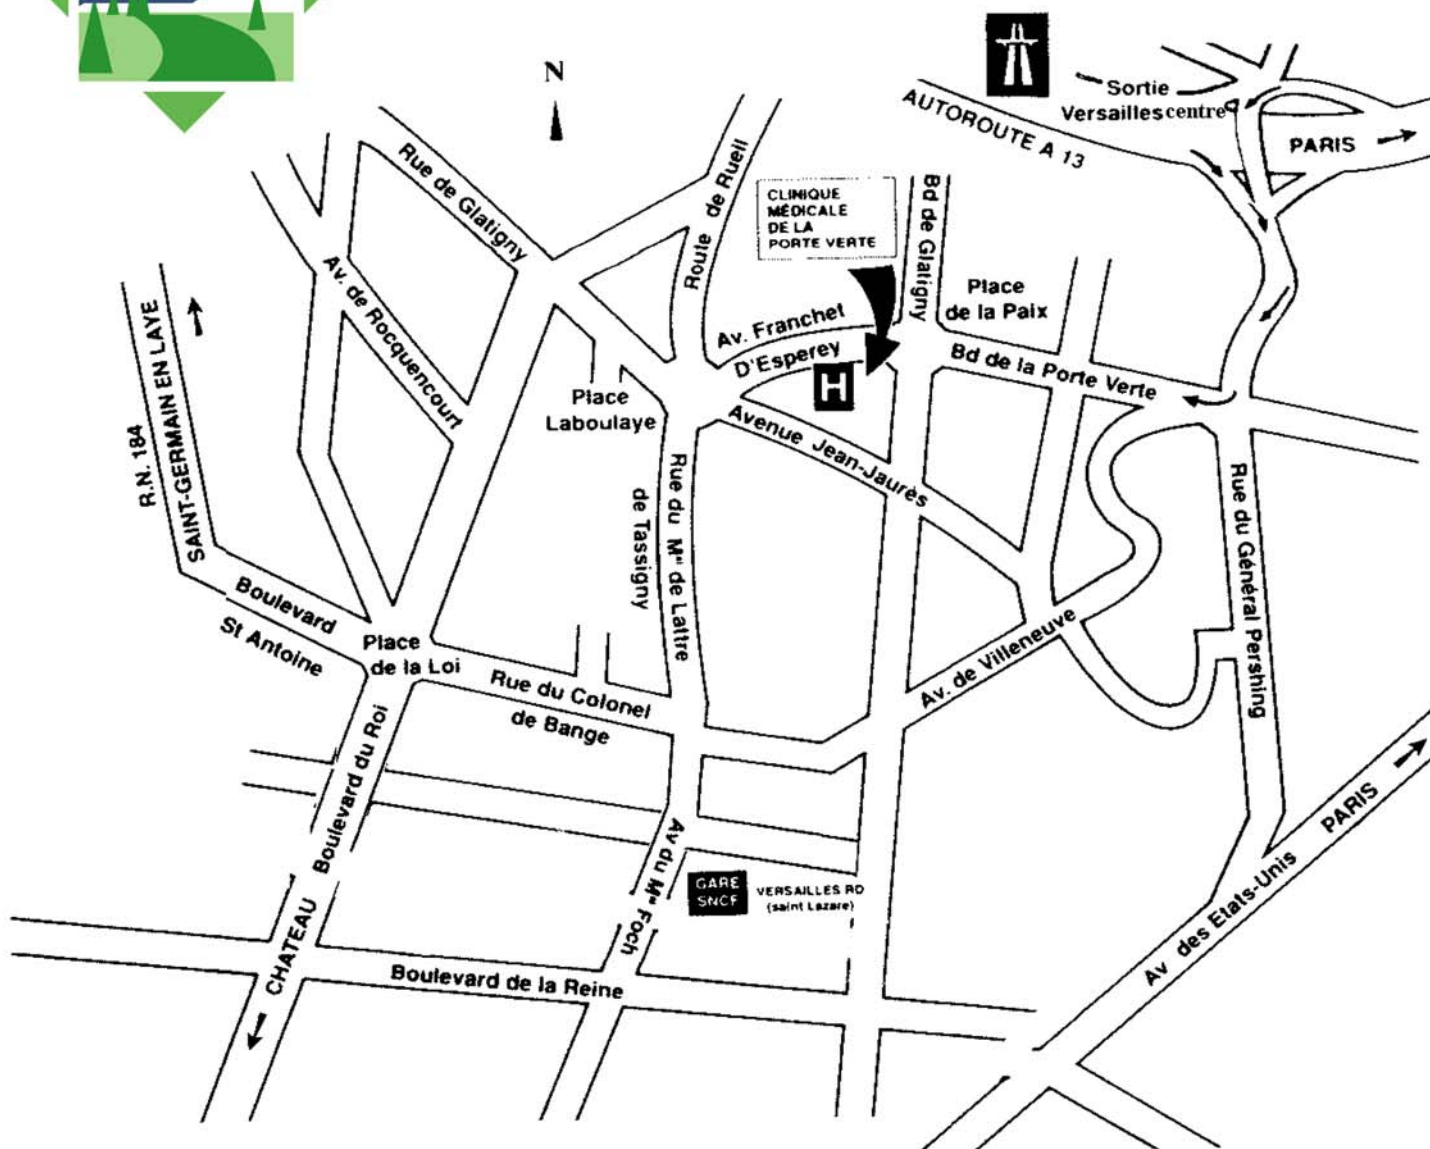 N
AUTOROUTE A 13
Sortie
Versailles centre
PARIS
Rue de Glatigny
Route de Rueil
CLINIQUE
MÉDICALE
DE LA
PORTE VERTE
Bd de Glatigny
Place
de la Paix
Av. de Rocquencourt
Av. Franchet
D'Esperey
Bd de la Porte Verte
H
R.N. 184
SAINT-GERMAIN EN LAYE
Place
Laboulaye
Avenue Jean-Jaurès
Rue du Mal de Lattre
de Tassigny
Rue du Général Pershing
Boulevard
St Antoine
Place
de la Loi
Rue du Colonel
de Bange
Av. de Villeneuve
Boulevard du Roi
CHATEAU
Av du Mal Foch
GARE
SNCF
VERSAILLES RD
(saint Lazare)
PARIS
Av des Etats-Unis
Boulevard de la Reine